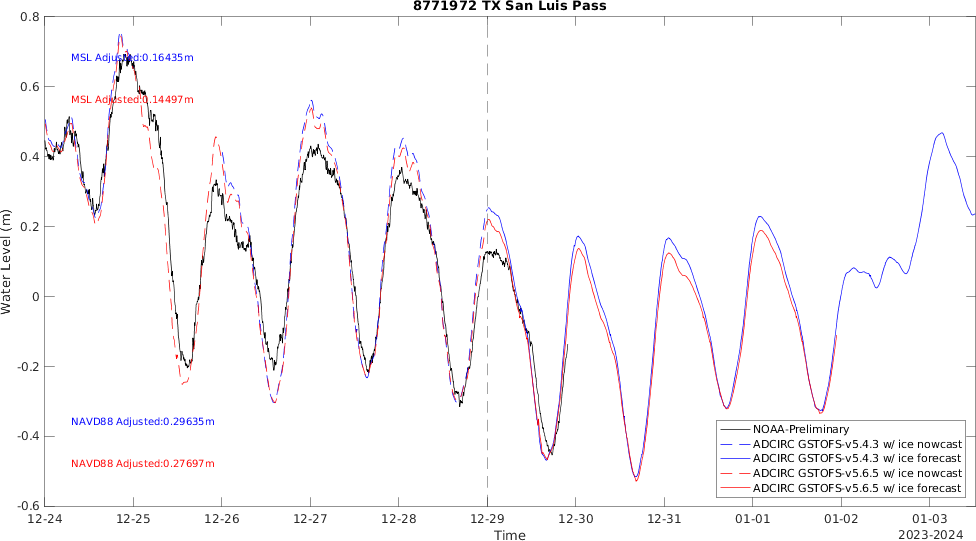 8771972 TX San Luis Pass
0.8
0.6
0.4
0.2
0
-0.2
-0.4
-0.6
Water Level (m)
MSL Adjusted:0.16435m
MSL Adjusted:0.14497m
NAVD88 Adjusted:0.29635m
NAVD88 Adjusted:0.27697m
NOAA-Preliminary
ADCIRC GSTOFS-v5.4.3 w/ ice nowcast
ADCIRC GSTOFS-v5.4.3 w/ ice forecast
ADCIRC GSTOFS-v5.6.5 w/ ice nowcast
ADCIRC GSTOFS-v5.6.5 w/ ice forecast
12-24 12-25 12-26 12-27 12-28 12-29 12-30 12-31 01-01 01-02 01-03
Time
2023-2024